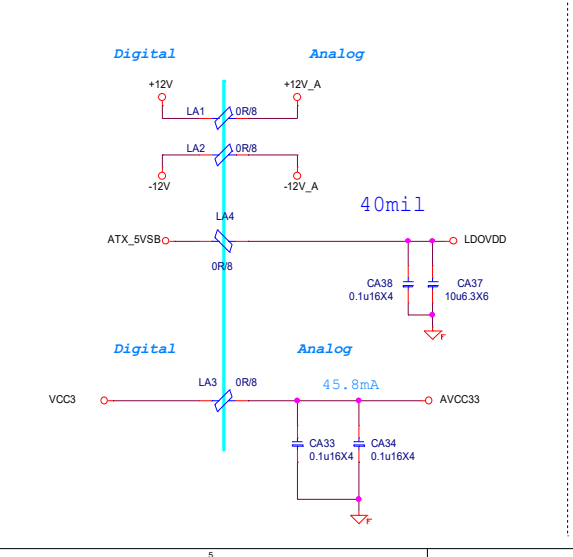 Digital Analog
+12V +12V_A
LA1 0R/8
LA2 0R/8
-12V -12V_A
40mil
LA4
ATX_5VSB LDOVDD
0R/8
CA38 CA37
0.1u16X4 10u6.3X6
F
Digital Analog
LA3 0R/8 45.8mA
VCC3 AVCC33
CA33 CA34
0.1u16X4 0.1u16X4
F
5